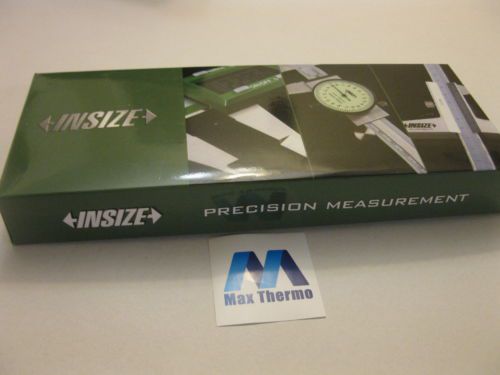 INSIZE
INSIZE
INSIZE
PRECISION MEASUREMENT
Max Thermo